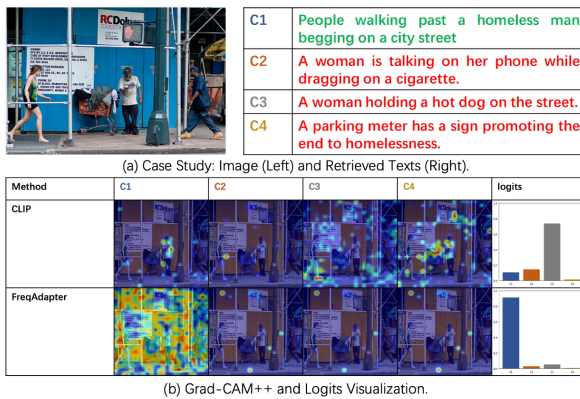 RCDolner
C1
People walking past a homeless man
begging on a city street
C2
A woman is talking on her phone while
dragging on a cigarette.
C3
A woman holding a hot dog on the street.
C4
A parking meter has a sign promoting the
end to homelessness.
(a) Case Study: Image (Left) and Retrieved Texts (Right).
Method C1 C2 C3 C4 logits
CLIP
FreqAdapter
(b) Grad-CAM++ and Logits Visualization.